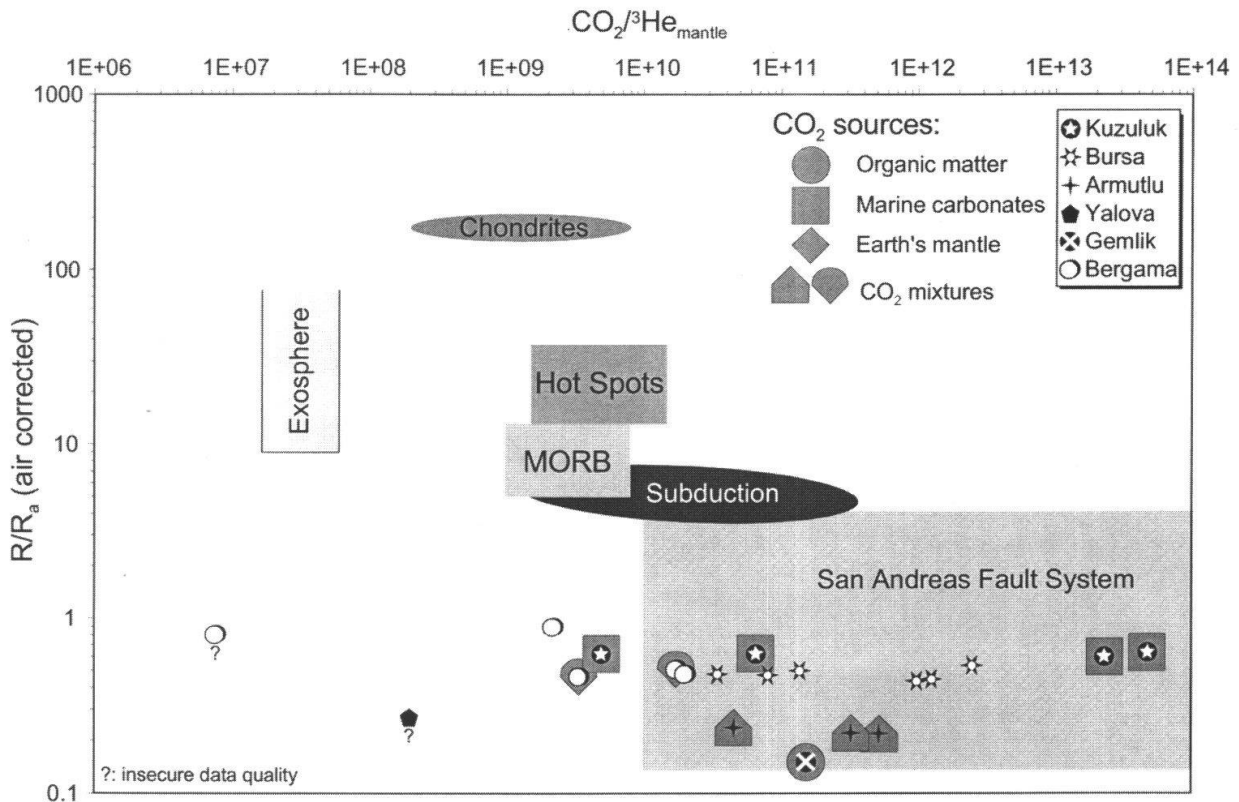 CO₂/³He mantle
1E+06 1E+07 1E+08 1E+09 1E+10 1E+11 1E+12 1E+13 1E+14
R/Rₐ (air corrected)
1000
100
10
1
0.1
CO₂ sources:
Organic matter
Marine carbonates
Earth's mantle
CO₂ mixtures
Kuzuluk
Bursa
Armutlu
Yalova
Gemlik
Bergama
Chondrites
Exosphere
Hot Spots
MORB
Subduction
San Andreas Fault System
?
?
?: insecure data quality